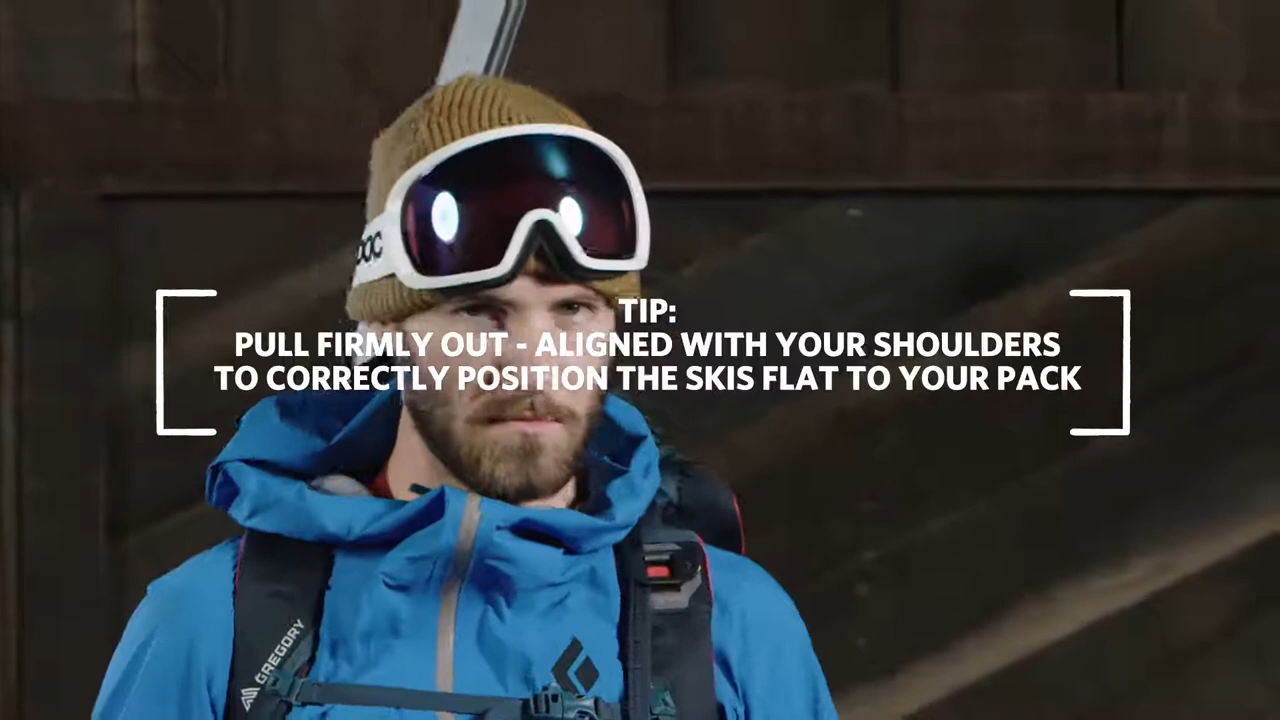 poc
TIP:
PULL FIRMLY OUT - ALIGNED WITH YOUR SHOULDERS
TO CORRECTLY POSITION THE SKIS FLAT TO YOUR PACK
GREGORY